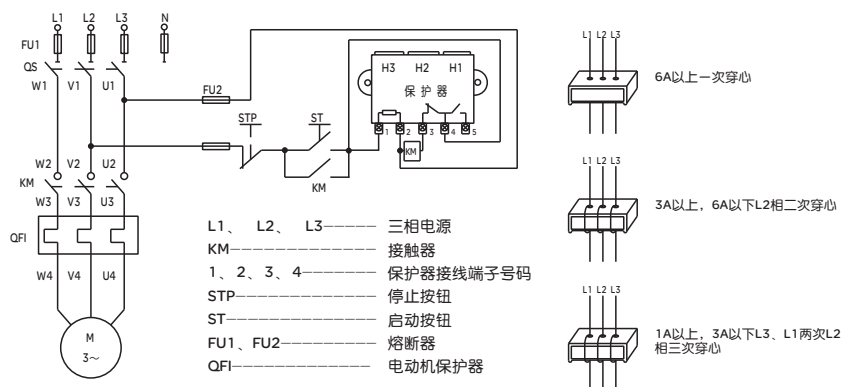 L1 L2 L3 N
FU1
QS
W1 V1 U1
FU2
STP ST
H3 H2 H1
保护器
1 2 3 4 5
KM
KM
W2 V2 U2
KM
W3 V3 U3
QFI
W4 V4 U4
M
3～
L1、 L2、 L3—————— 三相电源
KM———————————— 接触器
1、2、3、4———————— 保护器接线端子号码
STP———————————— 停止按钮
ST————————————— 启动按钮
FU1、FU2————————— 熔断器
QFI———————————— 电动机保护器
L1 L2 L3
6A以上一次穿心
L1 L2 L3
3A以上，6A以下L2相二次穿心
L1 L2 L3
1A以上，3A以下L3、L1两次L2
相三次穿心